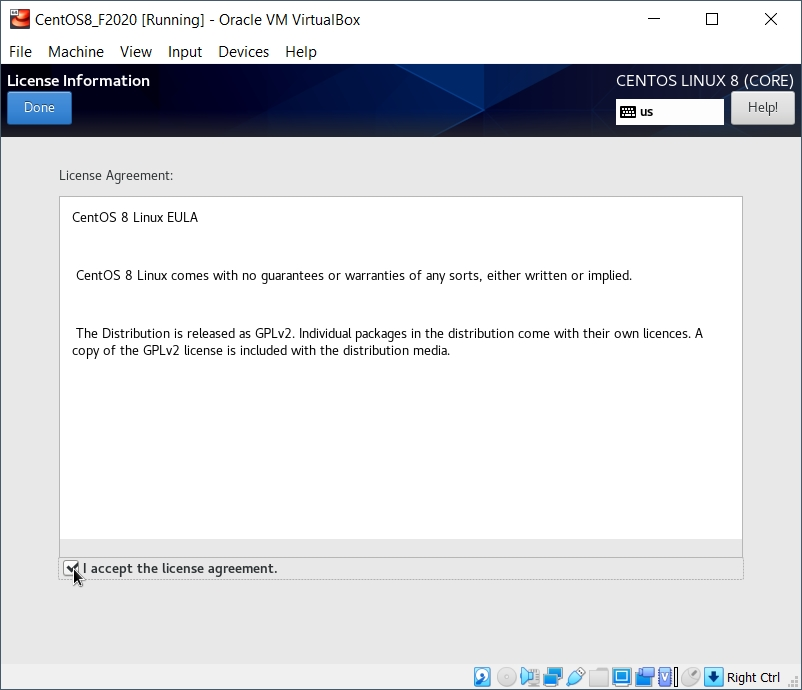 CentOS8_F2020 [Running] - Oracle VM VirtualBox
File Machine View Input Devices Help
License Information
CENTOS LINUX 8 (CORE)
Done
us
Help!
License Agreement:
CentOS 8 Linux EULA
CentOS 8 Linux comes with no guarantees or warranties of any sorts, either written or implied.
The Distribution is released as GPLv2. Individual packages in the distribution come with their own licences. A
copy of the GPLv2 license is included with the distribution media.
I accept the license agreement.
Right Ctrl